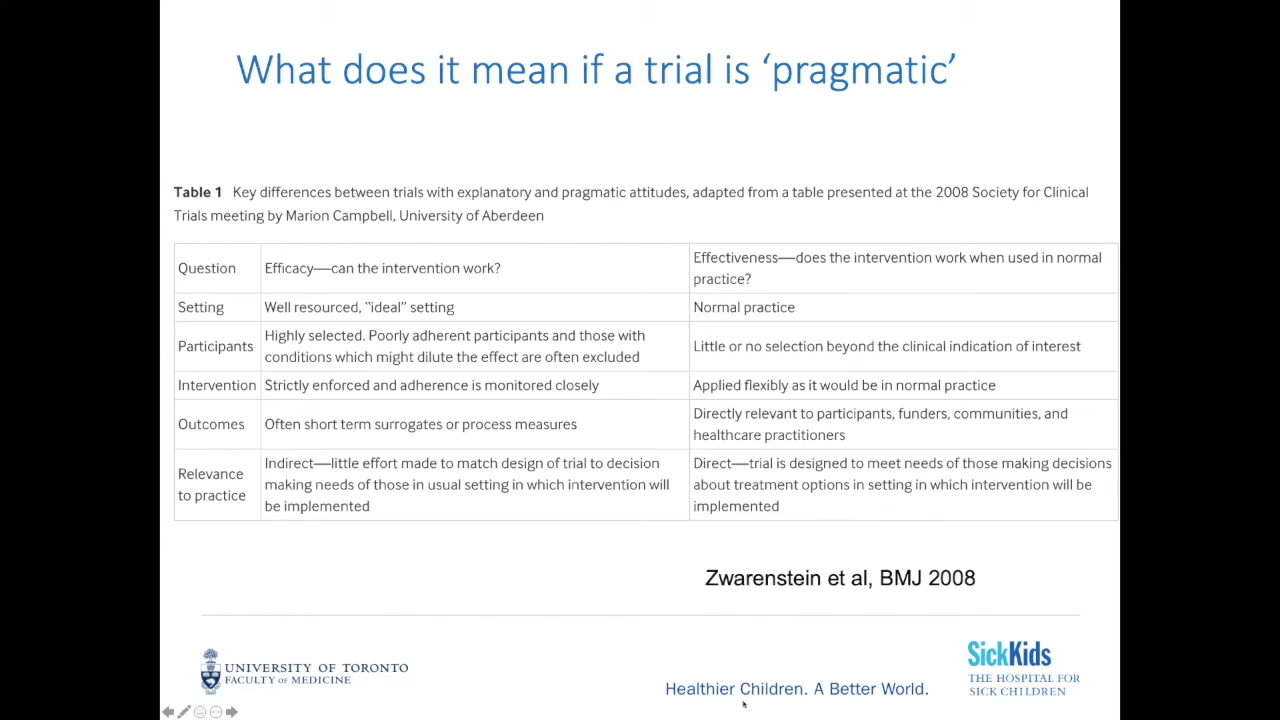 What does it mean if a trial is ‘pragmatic’
Table 1 Key differences between trials with explanatory and pragmatic attitudes, adapted from a table presented at the 2008 Society for Clinical
Trials meeting by Marion Campbell, University of Aberdeen
Question
Efficacy—can the intervention work?
Effectiveness—does the intervention work when used in normal
practice?
Setting
Well resourced, "ideal" setting
Normal practice
Participants
Highly selected. Poorly adherent participants and those with
conditions which might dilute the effect are often excluded
Little or no selection beyond the clinical indication of interest
Intervention
Strictly enforced and adherence is monitored closely
Applied flexibly as it would be in normal practice
Outcomes
Often short term surrogates or process measures
Directly relevant to participants, funders, communities, and
healthcare practitioners
Relevance
to practice
Indirect—little effort made to match design of trial to decision
making needs of those in usual setting in which intervention will
be implemented
Direct—trial is designed to meet needs of those making decisions
about treatment options in setting in which intervention will be
implemented
Zwarenstein et al, BMJ 2008
UNIVERSITY OF TORONTO
FACULTY OF MEDICINE
Healthier Children. A Better World.
SickKids
THE HOSPITAL FOR
SICK CHILDREN